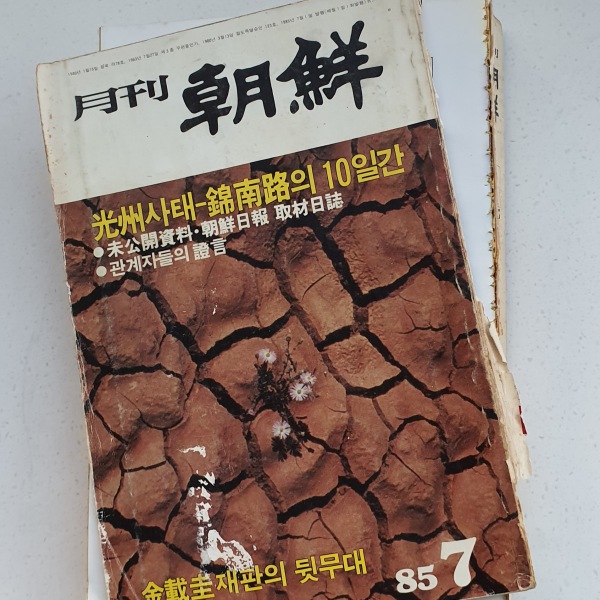 月刊 朝鮮
光州사태-錦南路의 10일간
● 未公開資料·朝鮮日報 取材日誌
● 관계자들의 證言
金載圭재판의 뒷무대
85 7